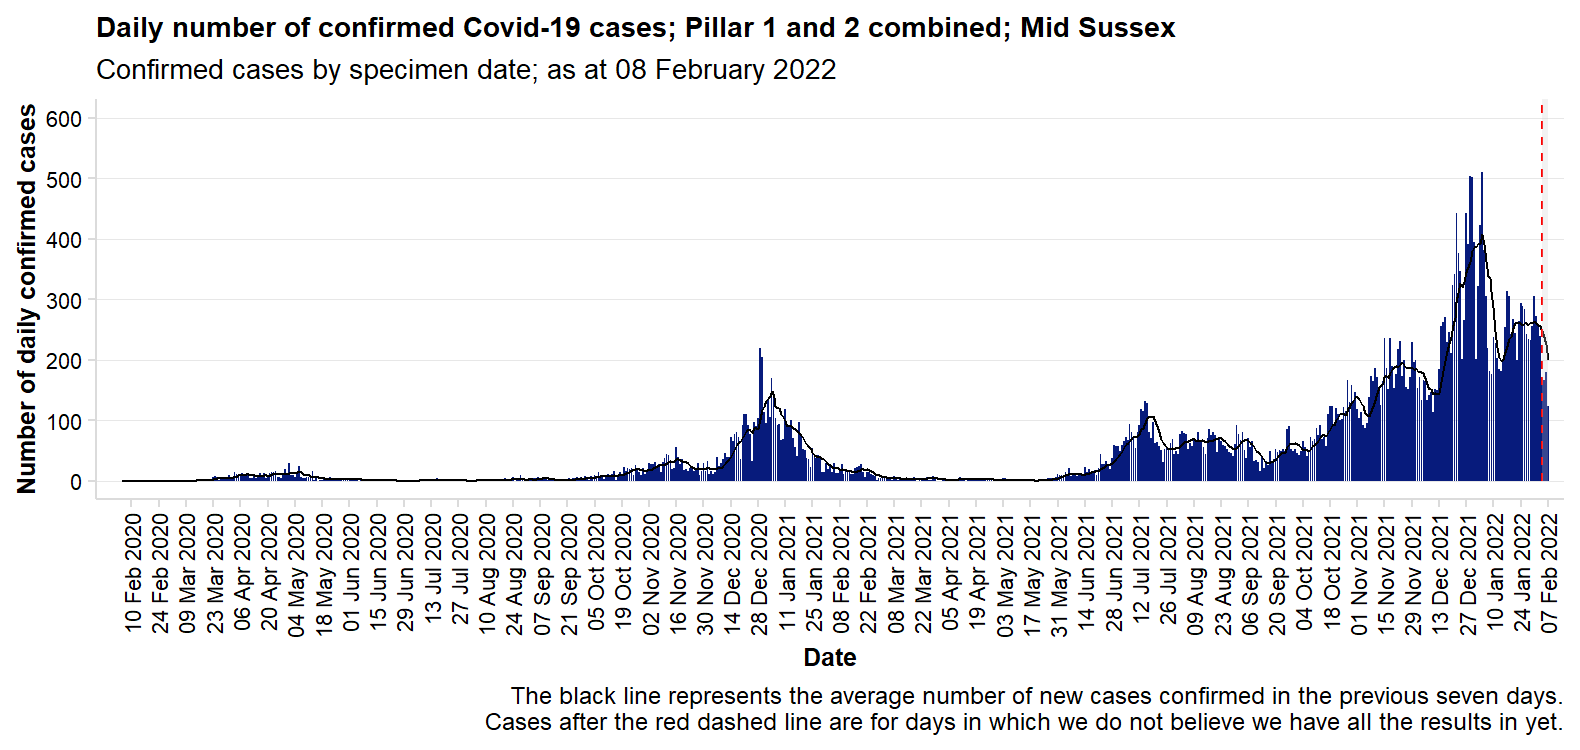 Daily number of confirmed Covid-19 cases; Pillar 1 and 2 combined; Mid Sussex
Confirmed cases by specimen date; as at 08 February 2022
Number of daily confirmed cases
600
500
400
300
200
100
0
10 Feb 2020
24 Feb 2020
09 Mar 2020
23 Mar 2020
06 Apr 2020
20 Apr 2020
04 May 2020
18 May 2020
01 Jun 2020
15 Jun 2020
29 Jun 2020
13 Jul 2020
27 Jul 2020
10 Aug 2020
24 Aug 2020
07 Sep 2020
21 Sep 2020
05 Oct 2020
19 Oct 2020
02 Nov 2020
16 Nov 2020
30 Nov 2020
14 Dec 2020
28 Dec 2020
11 Jan 2021
25 Jan 2021
08 Feb 2021
22 Feb 2021
08 Mar 2021
22 Mar 2021
05 Apr 2021
19 Apr 2021
03 May 2021
17 May 2021
31 May 2021
14 Jun 2021
28 Jun 2021
12 Jul 2021
26 Jul 2021
09 Aug 2021
23 Aug 2021
06 Sep 2021
20 Sep 2021
04 Oct 2021
18 Oct 2021
01 Nov 2021
15 Nov 2021
29 Nov 2021
13 Dec 2021
27 Dec 2021
10 Jan 2022
24 Jan 2022
07 Feb 2022
Date
The black line represents the average number of new cases confirmed in the previous seven days.
Cases after the red dashed line are for days in which we do not believe we have all the results in yet.